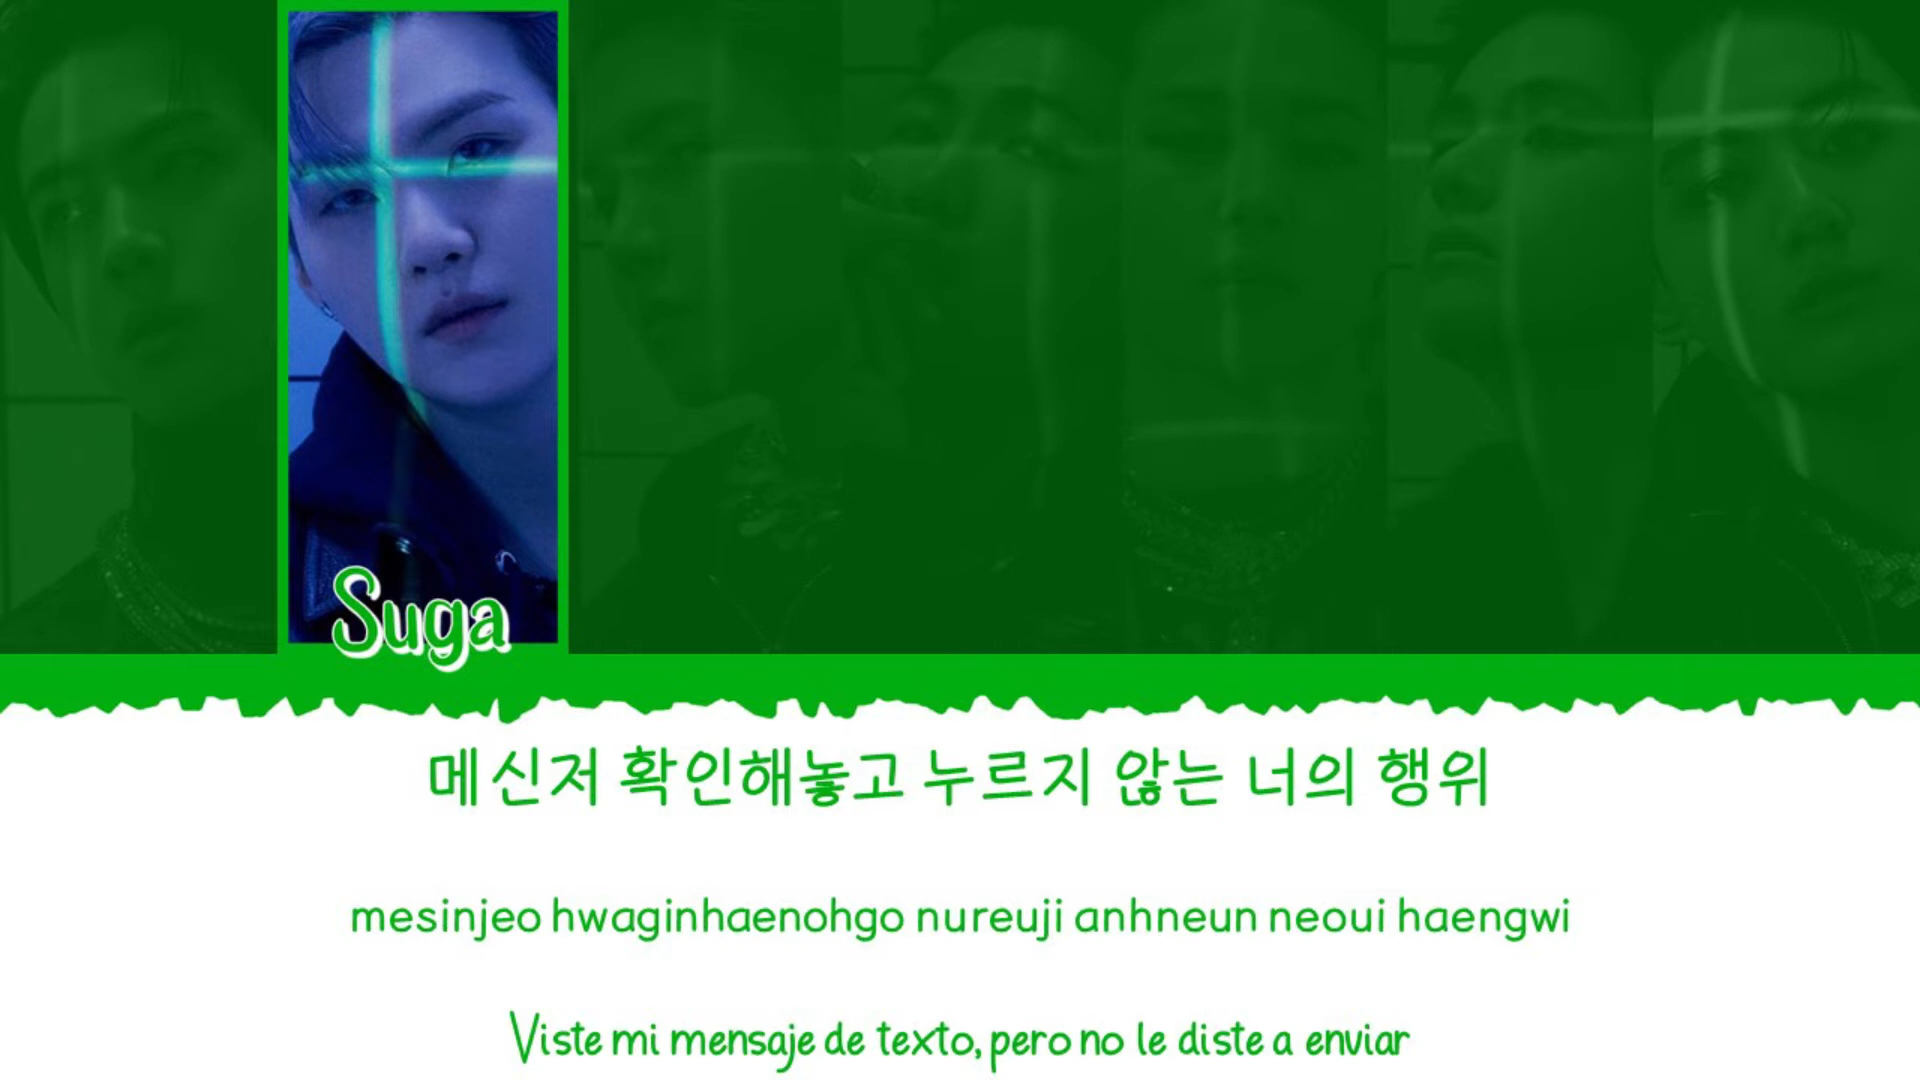 Suga
메신저 확인해놓고 누르지 않는 너의 행위
mesinjeo hwaginhaenohgo nureuji anhneun neoui haengwi
Viste mi mensaje de texto, pero no le diste a enviar